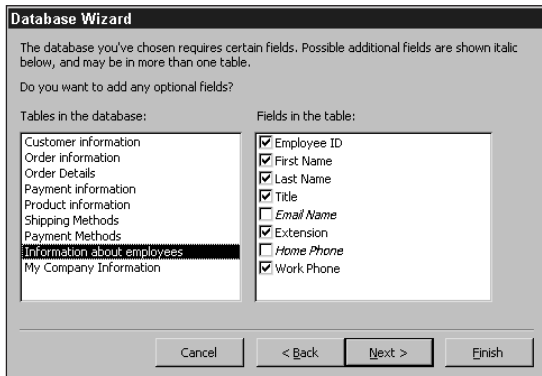 Database Wizard
The database you've chosen requires certain fields. Possible additional fields are shown italic
below, and may be in more than one table.
Do you want to add any optional fields?
Tables in the database:
Customer information
Order information
Order Details
Payment information
Product information
Shipping Methods
Payment Methods
Information about employees
My Company Information
Fields in the table:
Employee ID
First Name
Last Name
Title
Email Name
Extension
Home Phone
Work Phone
Cancel
< Back
Next >
Finish